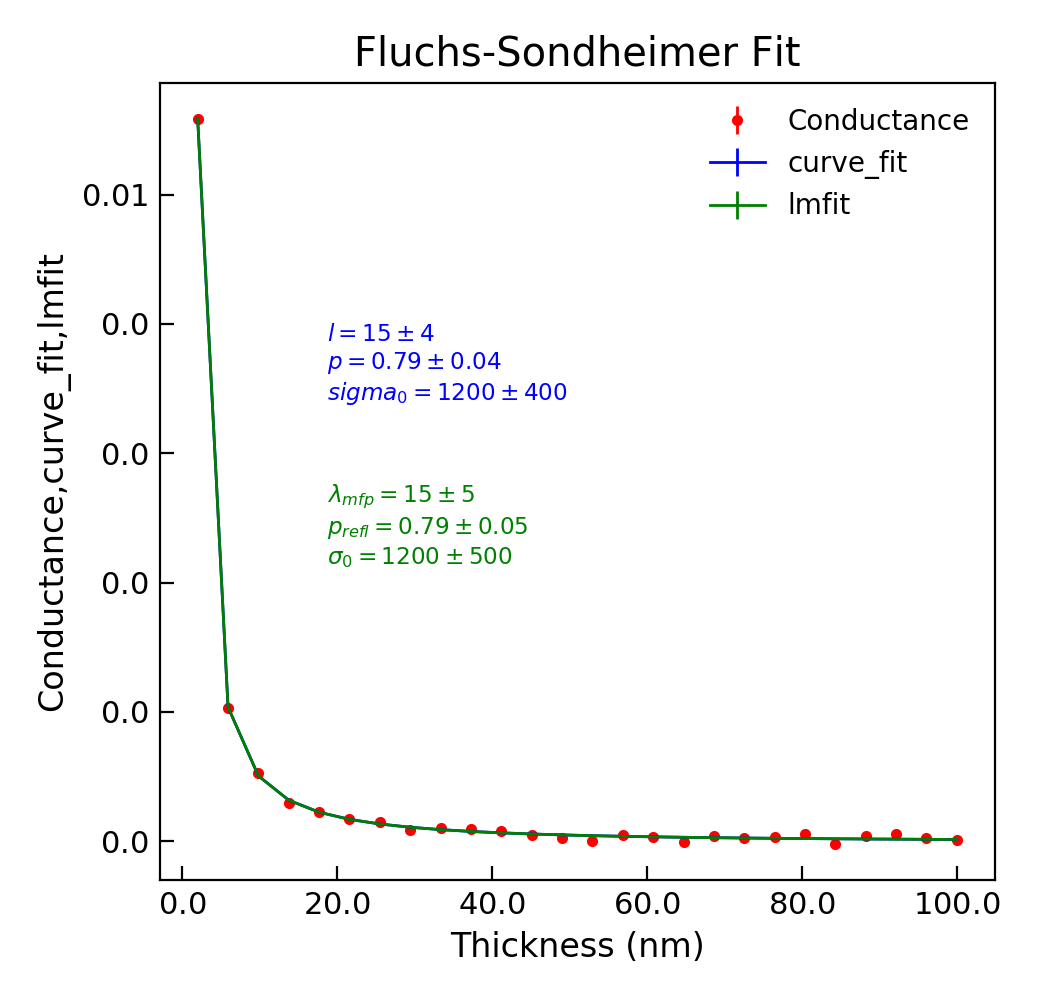 Fluchs-Sondheimer Fit
Conductance
curve_fit
lmfit
0.01
0.0
0.0
0.0
0.0
0.0
Conductance,curve_fit,lmfit
l = 15 ± 4
p = 0.79 ± 0.04
sigma₀ = 1200 ± 400
λ_mfp = 15 ± 5
p_refl = 0.79 ± 0.05
σ₀ = 1200 ± 500
0.0 20.0 40.0 60.0 80.0 100.0
Thickness (nm)